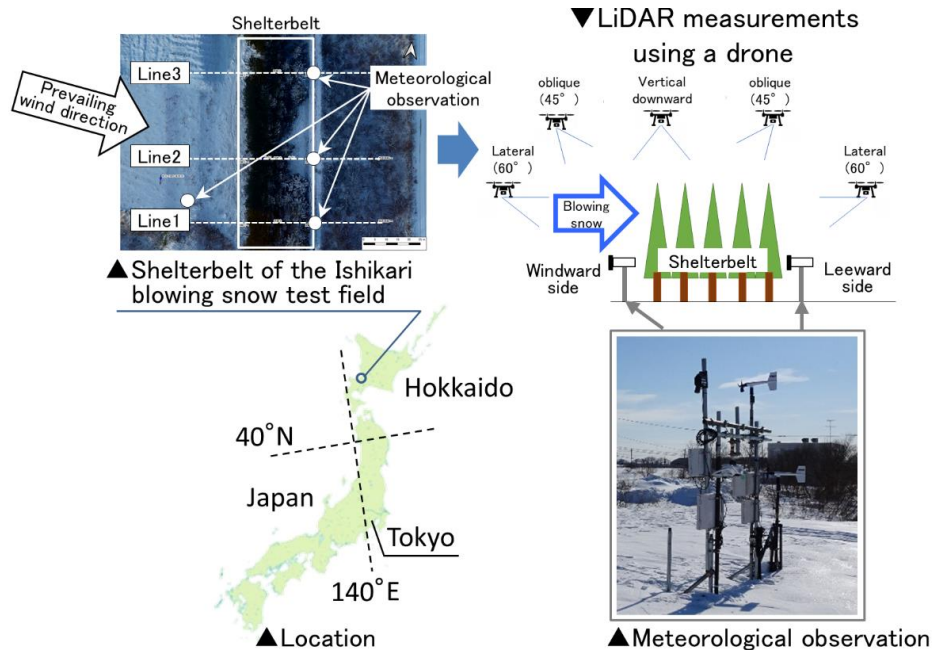 Shelterbelt
Line3
Line2
Line1
Prevailing
wind direction
Meteorological
observation
▲Shelterbelt of the Ishikari
blowing snow test field
▼LiDAR measurements
using a drone
oblique
(45°)
Vertical
downward
oblique
(45°)
Lateral
(60°)
Lateral
(60°)
Blowing
snow
Shelterbelt
Windward
side
Leeward
side
Hokkaido
40°N
Japan
Tokyo
140°E
▲Location
▲Meteorological observation